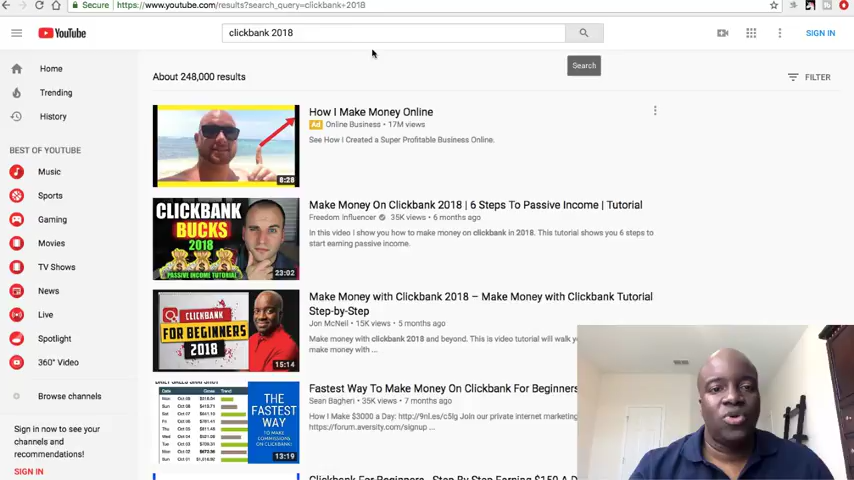 Secure https://www.youtube.com/results?search_query=clickbank+2018
YouTube
clickbank 2018
SIGN IN
Search
Home
Trending
History
BEST OF YOUTUBE
Music
Sports
Gaming
Movies
TV Shows
News
Live
Spotlight
360° Video
Browse channels
Sign in now to see your
channels and
recommendations!
SIGN IN
About 248,000 results
FILTER
8:28
How I Make Money Online
Ad Online Business • 17M views
See How I Created a Super Profitable Business Online.
CLICKBANK
BUCKS
2018
PASSIVE INCOME TUTORIAL
23:02
Make Money On Clickbank 2018 | 6 Steps To Passive Income | Tutorial
Freedom Influencer • 35K views • 6 months ago
In this video I show you how to make money on clickbank in 2018. This tutorial shows you 6 steps to
start earning passive income.
CLICKBANK
FOR BEGINNERS
2018
15:14
Make Money with Clickbank 2018 – Make Money with Clickbank Tutorial
Step-by-Step
Jon McNeil • 15K views • 5 months ago
Make money with clickbank 2018 and beyond. This video tutorial will walk
make money with ...
THE
FASTEST
WAY
TO MAKE
COMMISSIONS
ON CLICKBANK!
13:19
Fastest Way To Make Money On Clickbank For Beginners
Sean Bagheri • 35K views • 7 months ago
How I Make $3000 a Day: http://9nl.es/c5lg Join our private internet marketing
https://forum.aversity.com/signup ...